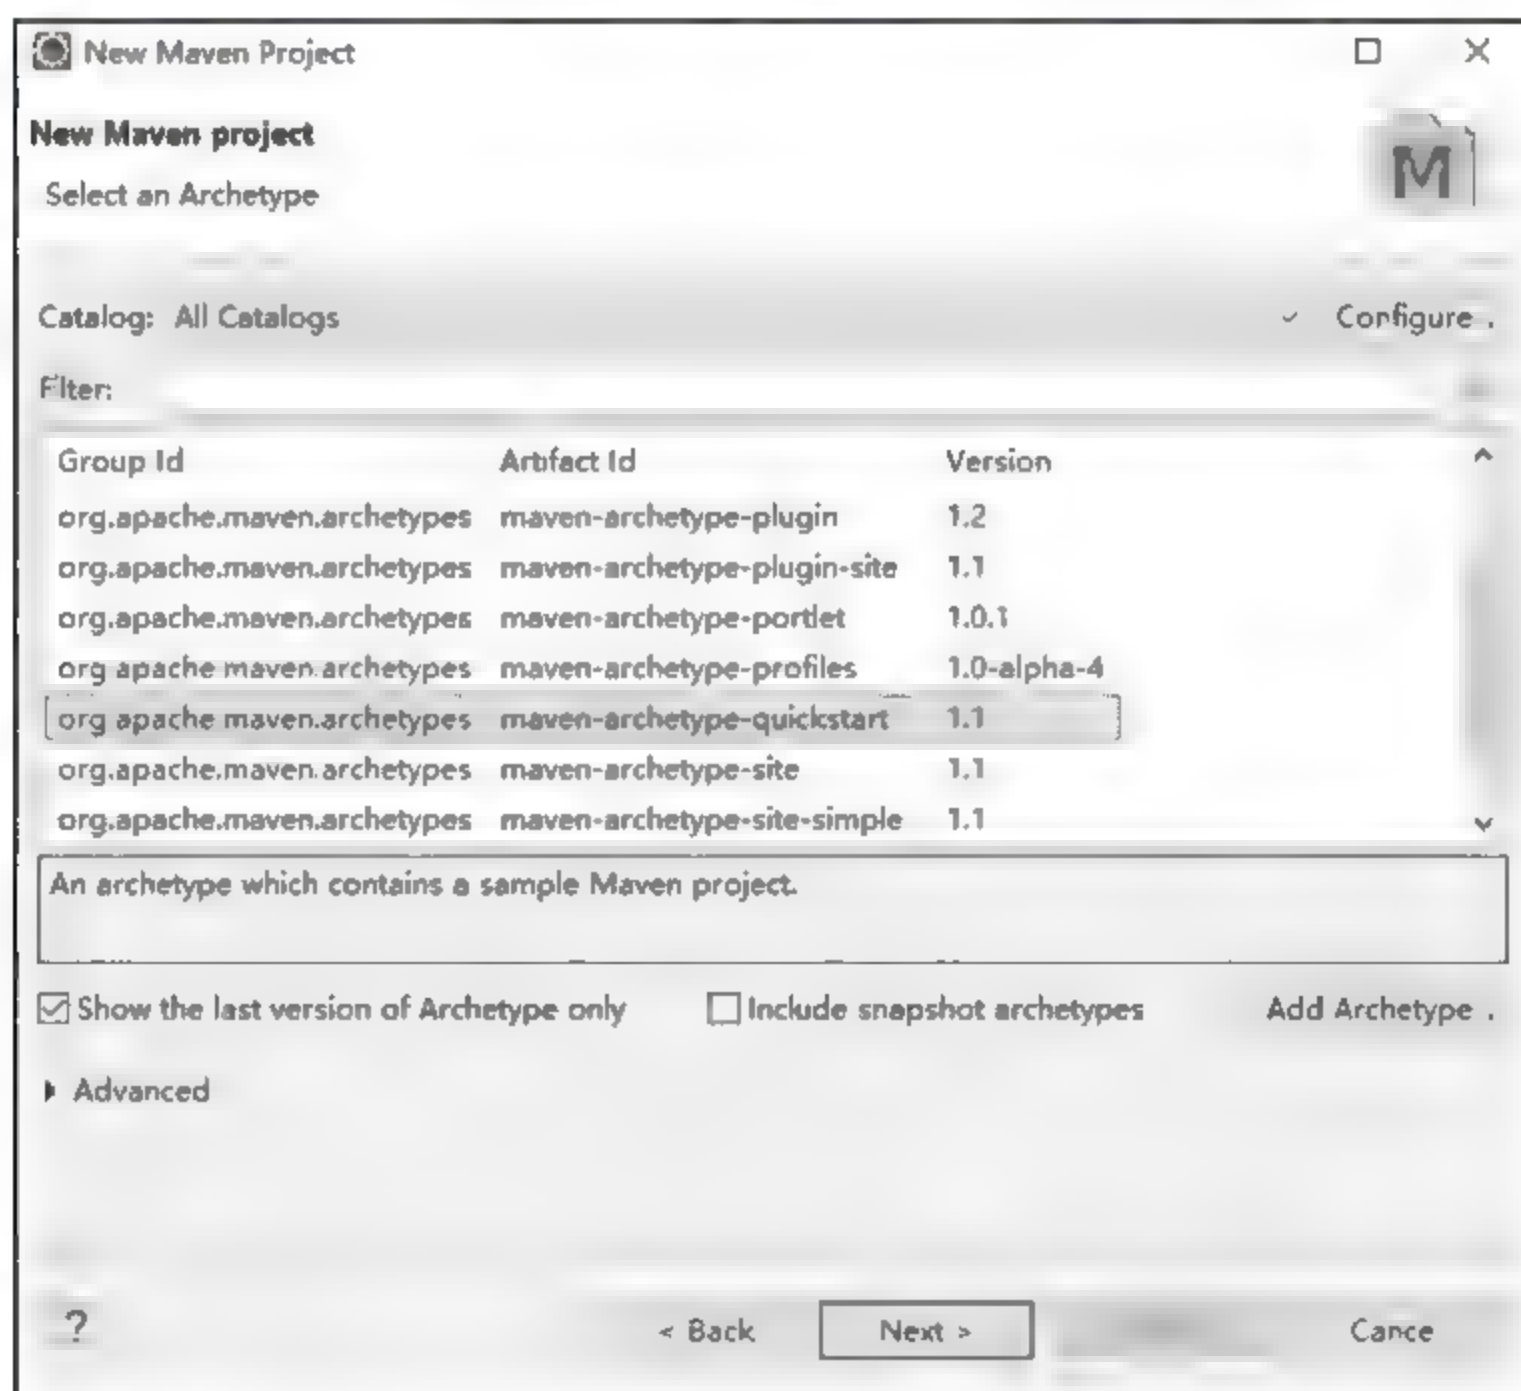 New Maven Project
New Maven project
M
Select an Archetype
Catalog: All Catalogs Configure .
Filter:
Group Id Artifact Id Version
org.apache.maven.archetypes maven-archetype-plugin 1.2
org.apache.maven.archetypes maven-archetype-plugin-site 1.1
org.apache.maven.archetypes maven-archetype-portlet 1.0.1
org apache maven.archetypes maven-archetype-profiles 1.0-alpha-4
org apache maven.archetypes maven-archetype-quickstart 1.1
org.apache.maven.archetypes maven-archetype-site 1.1
org.apache.maven.archetypes maven-archetype-site-simple 1.1
An archetype which contains a sample Maven project.
Show the last version of Archetype only Include snapshot archetypes Add Archetype .
Advanced
? < Back Next > Cance